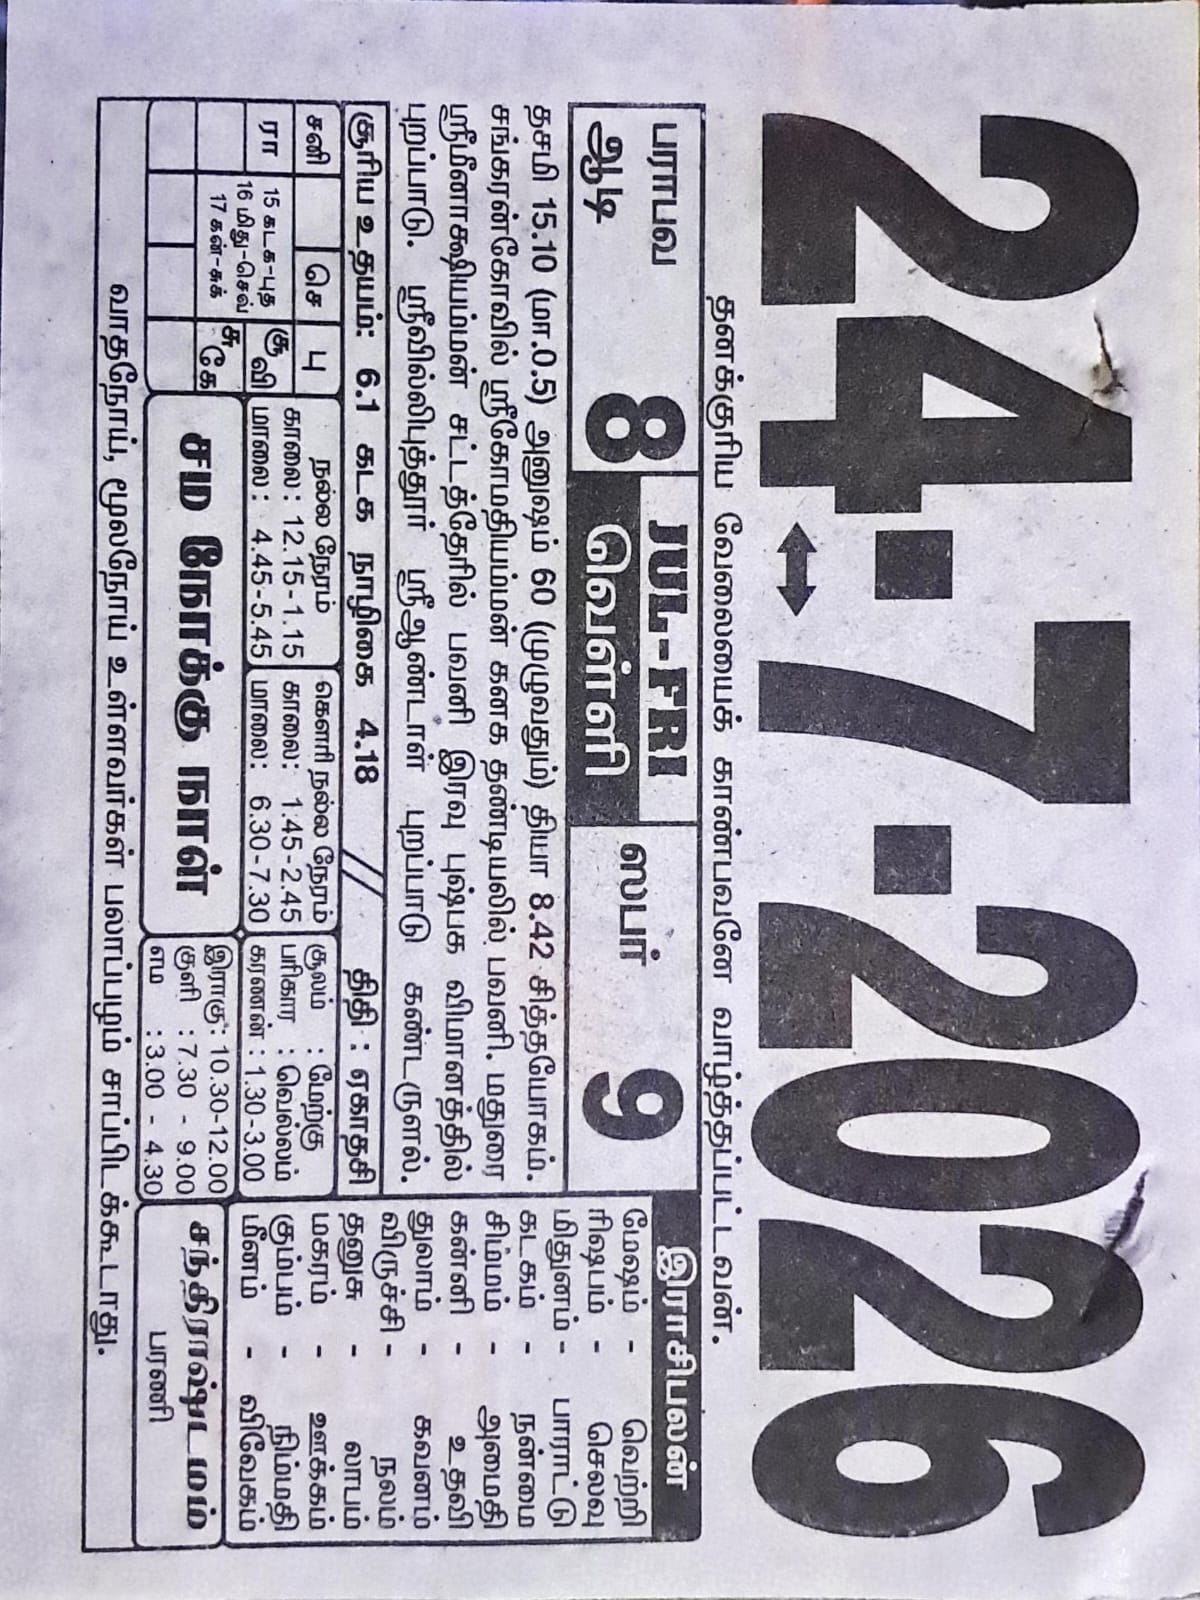 24-7-2026
தனக்குரிய வேலையைக் காண்பவனே வாழ்த்தப்பட்டவன்.
பராபவ
ஆடி 8
JUL-FRI
வெள்ளி
ஸபர் 9
தசமி 15.10 (மா.0.5) அனுஷம் 60 (முழுவதும்) தியா 8.42 சித்தயோகம்.
சங்கரன்கோவில் ஸ்ரீகோமதியம்மன் கனக தண்டியலில் பவனி. மதுரை
ஸ்ரீமீனாக்ஷியம்மன் சட்டத்தேரில் பவனி இரவு புஷ்பக விமானத்தில்
புறப்பாடு. ஸ்ரீவில்லிபுத்தூர் ஸ்ரீஆண்டாள் புறப்பாடு கண்டருளல்.
சூரிய உதயம்: 6.1 கடக நாழிகை 4.18 // திதி : ஏகாதசி
சனி செ பு
ரா
15 கடக-புத
16 மிது-செவ்
17 கன்-சுக்
சூ வி
சு கே
நல்ல நேரம்
காலை: 12.15-1.15
மாலை: 4.45-5.45
கௌரி நல்ல நேரம்
காலை: 1.45-2.45
மாலை: 6.30-7.30
சூலம் : மேற்கு
பரிகார : வெல்லம்
கரணன் : 1.30-3.00
சம நோக்கு நாள்
இராகு: 10.30-12.00
குளி : 7.30 - 9.00
எம : 3.00 - 4.30
இராசிபலன்
மேஷம் - வெற்றி
ரிஷபம் - செலவு
மிதுனம் - பாராட்டு
கடகம் - நன்மை
சிம்மம் - அமைதி
கன்னி - உதவி
துலாம் - கவனம்
விருச்சி - நலம்
தனுசு - லாபம்
மகரம் - ஊக்கம்
கும்பம் - நிம்மதி
மீனம் - விவேகம்
சந்திராஷ்டமம்
பரணி
வாதநோய், மூலநோய் உள்ளவர்கள் பலாப்பழம் சாப்பிடக்கூடாது.